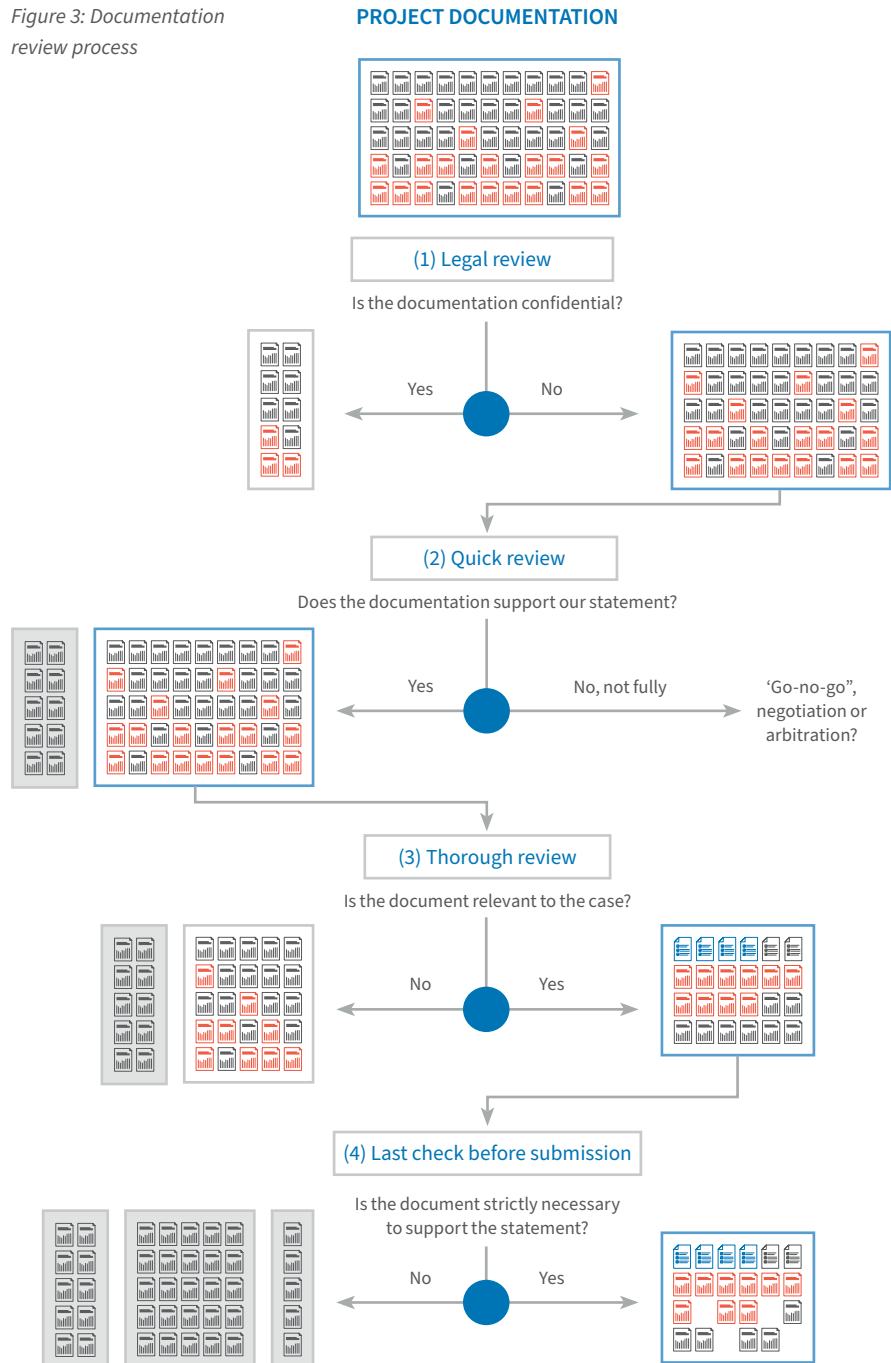 Figure 3: Documentation
review process
PROJECT DOCUMENTATION
(1) Legal review
Is the documentation confidential?
Yes
No
(2) Quick review
Does the documentation support our statement?
Yes
No, not fully
‘Go-no-go”,
negotiation or
arbitration?
(3) Thorough review
Is the document relevant to the case?
No
Yes
(4) Last check before submission
Is the document strictly necessary
to support the statement?
No
Yes